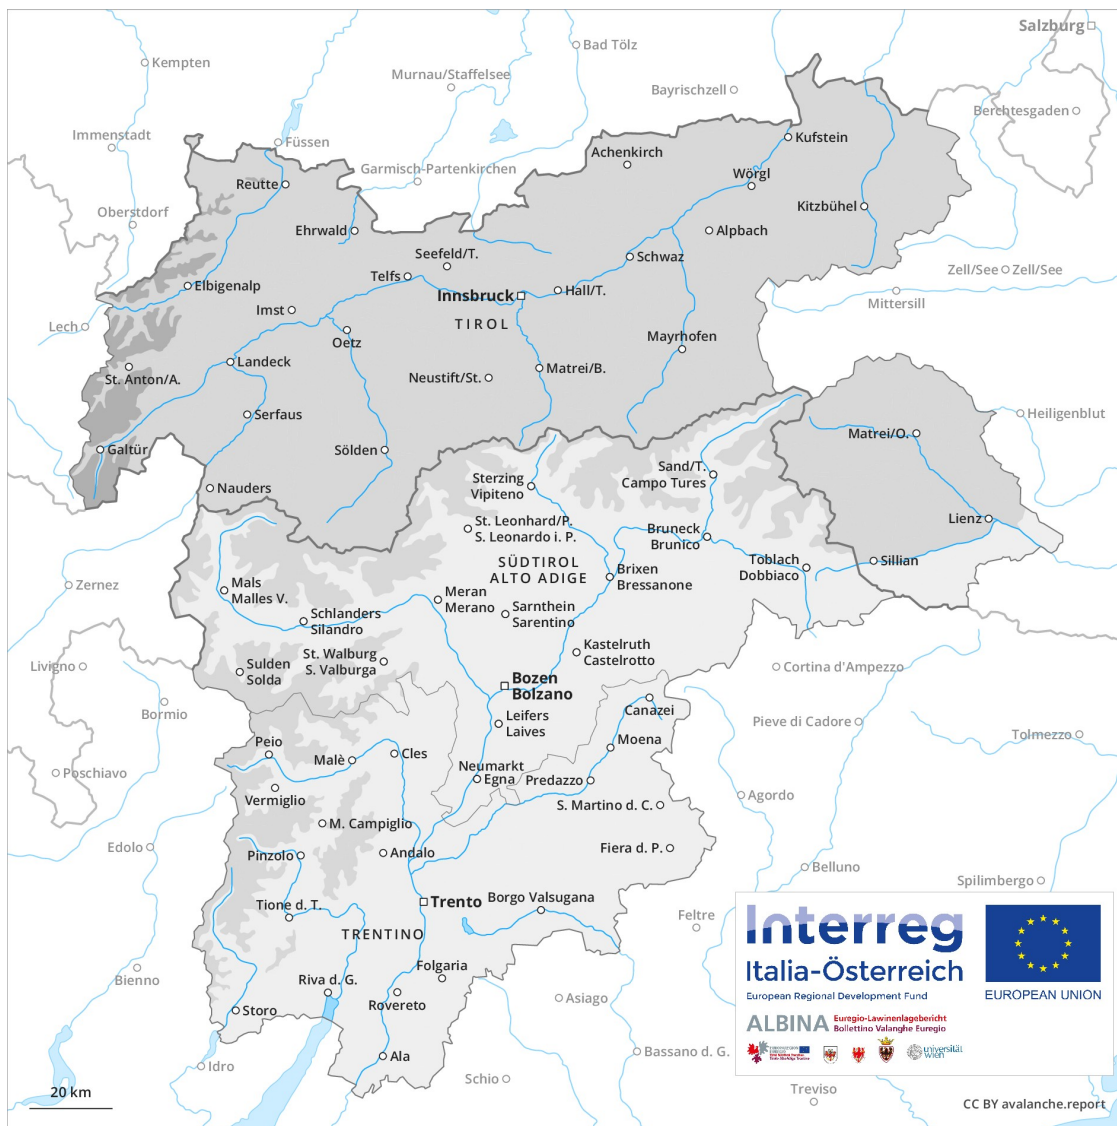 Salzburg
Bad Tölz
Kempten
Murnau/Staffelsee
Bayrischzell
Berchtesgaden
Immenstadt
Füssen
Kufstein
Achenkirch
Garmisch-Partenkirchen
Wörgl
Reutte
Oberstdorf
Kitzbühel
Ehrwald
Alpbach
Seefeld/T.
Schwaz
Telfs
Zell/See
Zell/See
Elbigenalp
Innsbruck
Hall/T.
Mittersill
Imst
TIROL
Lech
Oetz
Mayrhofen
Landeck
Matrei/B.
St. Anton/A.
Neustift/St.
Serfaus
Heiligenblut
Matrei/O.
Galtür
Sölden
Sand/T.
Campo Tures
Sterzing
Vipiteno
Nauders
Lienz
St. Leonhard/P.
S. Leonardo i. P.
Bruneck
Brunico
SÜDTIROL
ALTO ADIGE
Toblach
Dobbiaco
Sillian
Brixen
Bressanone
Zernez
Mals
Malles V.
Meran
Merano
Schlanders
Silandro
Sarnthein
Sarentino
Kastelruth
Castelrotto
St. Walburg
S. Valburga
Livigno
Sulden
Solda
Cortina d'Ampezzo
Bozen
Bolzano
Bormio
Canazei
Leifers
Laives
Pieve di Cadore
Tolmezzo
Peio
Moena
Malè
Cles
Neumarkt
Egna
Poschiavo
Predazzo
Vermiglio
Agordo
S. Martino d. C.
M. Campiglio
Edolo
Pinzolo
Andalo
Fiera d. P.
Belluno
Spilimbergo
Tione d. T.
Trento
Borgo Valsugana
Feltre
TRENTINO
Folgaria
Bienno
Riva d. G.
Rovereto
Asiago
Storo
Ala
Bassano d. G.
Idro
Schio
Treviso
Interreg
Italia-Österreich
European Regional Development Fund
EUROPEAN UNION
ALBINA
Euregio-Lawinenlagebericht
Bollettino Valanghe Euregio
universität
wien
20 km
CC BY avalanche.report